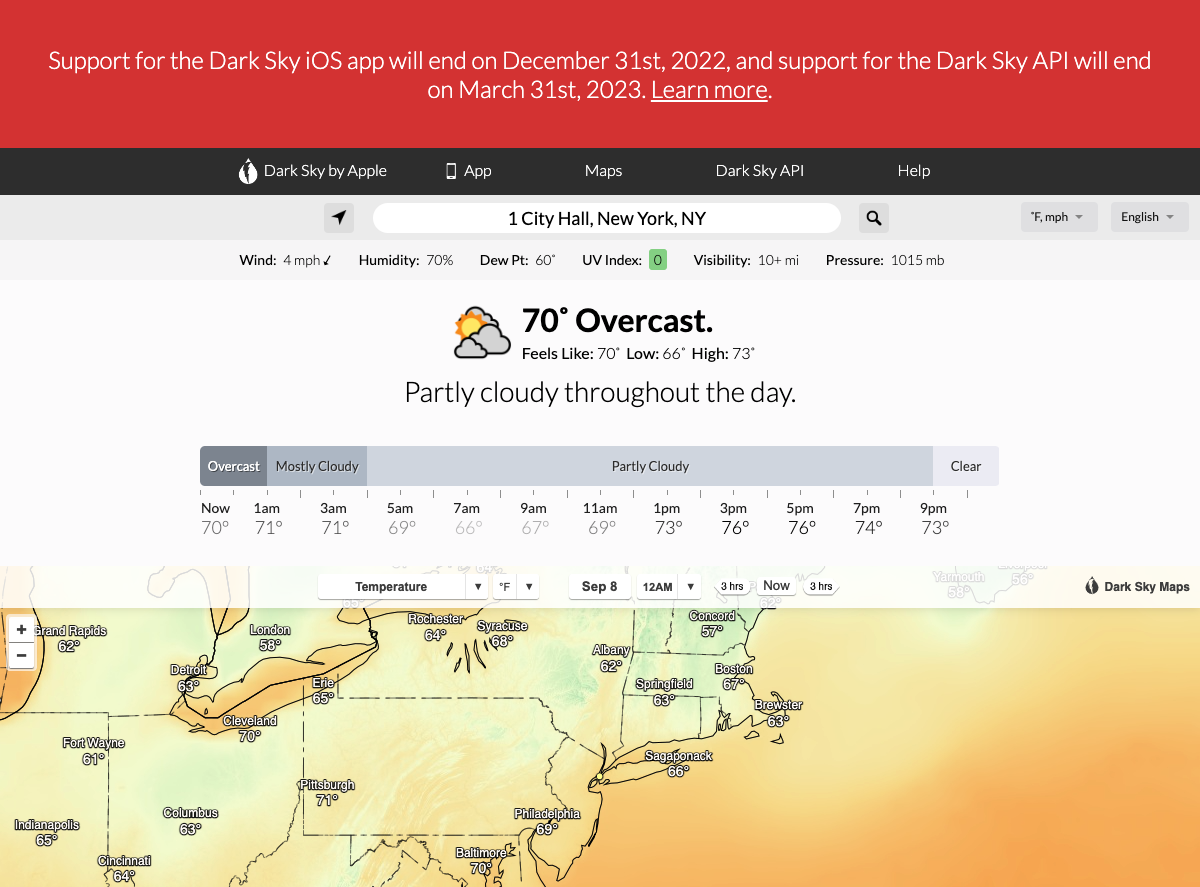 Support for the Dark Sky iOS app will end on December 31st, 2022, and support for the Dark Sky API will end
on March 31st, 2023. Learn more.
Dark Sky by Apple App Maps Dark Sky API Help
1 City Hall, New York, NY ˚F, mph English
Wind: 4 mph Humidity: 70% Dew Pt: 60˚ UV Index: 0 Visibility: 10+ mi Pressure: 1015 mb
70˚ Overcast.
Feels Like: 70˚ Low: 66˚ High: 73˚
Partly cloudy throughout the day.
Overcast Mostly Cloudy Partly Cloudy Clear
Now 1am 3am 5am 7am 9am 11am 1pm 3pm 5pm 7pm 9pm
70° 71° 71° 69° 66° 67° 69° 73° 76° 76° 74° 73°
Temperature °F Sep 8 12AM 3 hrs Now 3 hrs Dark Sky Maps
Yarmouth 56°
58°
65° 62°
+
−
Grand Rapids
62°
London
58°
Rochester
64°
Syracuse
68°
Concord
57°
Albany
62°
Detroit
63°
Erie
65°
Springfield
63°
Boston
67°
Brewster
63°
Cleveland
70°
Fort Wayne
61°
Sagaponack
66°
Pittsburgh
71°
Columbus
63°
Philadelphia
69°
Indianapolis
65°
Cincinnati
64°
Baltimore
70°